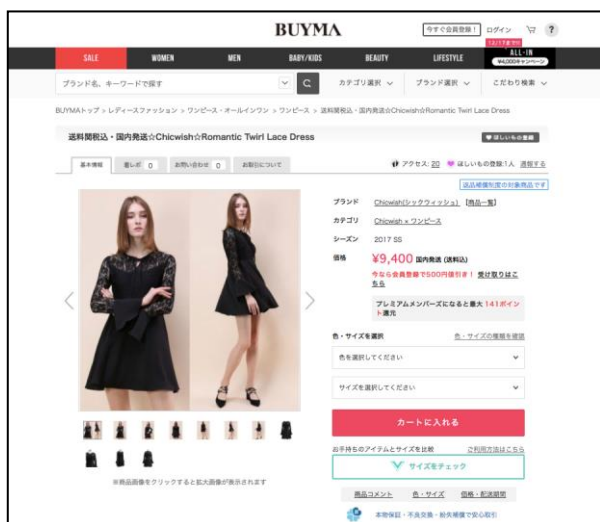 BUYMA
今すぐ会員登録！ ログイン ?
12/17まで!!
SALE WOMEN MEN BABY/KIDS BEAUTY LIFESTYLE ALL-IN
¥4,000キャンペーン
ブランド名、キーワードで探す カテゴリ選択 ブランド選択 こだわり検索
BUYMAトップ > レディースファッション > ワンピース・オールインワン > ワンピース > 送料関税込・国内発送☆Chicwish☆Romantic Twirl Lace Dress
送料関税込・国内発送☆Chicwish☆Romantic Twirl Lace Dress
ほしいもの登録
基本情報 着レポ 0 お問い合わせ 0 お取引について
アクセス: 20 ほしいもの登録:1人 通報する
返品補償制度の対象商品です
ブランド Chicwish(シックウィッシュ) [商品一覧]
カテゴリ Chicwish × ワンピース
シーズン 2017 SS
価格 ¥9,400 国内発送 (送料込)
今なら会員登録で500円値引き！ 受け取りはこ
ちら
プレミアムメンバーズになると最大 141ポイン
ト還元
色・サイズを選択 色・サイズの種類を確認
色を選択してください
サイズを選択してください
カートに入れる
お手持ちのアイテムとサイズを比較 ご利用方法はこちら
サイズをチェック
※商品画像をクリックすると拡大画像が表示されます
商品コメント 色・サイズ 価格・配送期間
本物保証・不良交換・紛失補償で安心取引